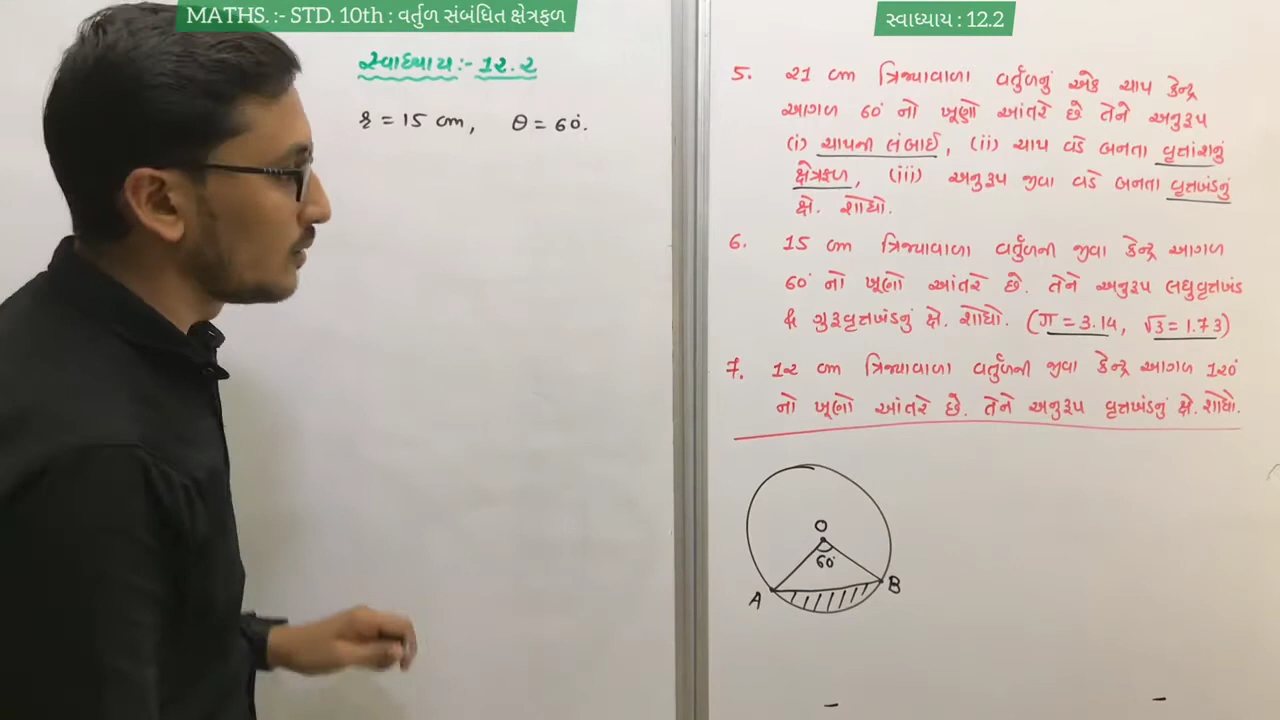 MATHS. :- STD. 10th : વર્તુળ સંબંધિત ક્ષેત્રફળ
સ્વાધ્યાય : 12.2
સ્વાધ્યાય :- 12.2
r = 15 cm, θ = 60°.
5. 21 cm ત્રિજ્યાવાળા વર્તુળનું એક ચાપ કેન્દ્ર
આગળ 60° નો ખૂણો આંતરે છે તેને અનુરૂપ
(i) ચાપની લંબાઈ, (ii) ચાપ વડે બનતા વૃત્તાંશનું
ક્ષેત્રફળ, (iii) અનુરૂપ જીવા વડે બનતા વૃત્તખંડનું
ક્ષે. શોધો.
6. 15 cm ત્રિજ્યાવાળા વર્તુળની જીવા કેન્દ્ર આગળ
60° નો ખૂણો આંતરે છે. તેને અનુરૂપ લઘુવૃત્તખંડ
& ગુરૂવૃત્તખંડનું ક્ષે. શોધો. (π = 3.14, √3 = 1.73)
7. 12 cm ત્રિજ્યાવાળા વર્તુળની જીવા કેન્દ્ર આગળ 120°
નો ખૂણો આંતરે છે. તેને અનુરૂપ વૃત્તખંડનું ક્ષે. શોધો.
O
60°
A B